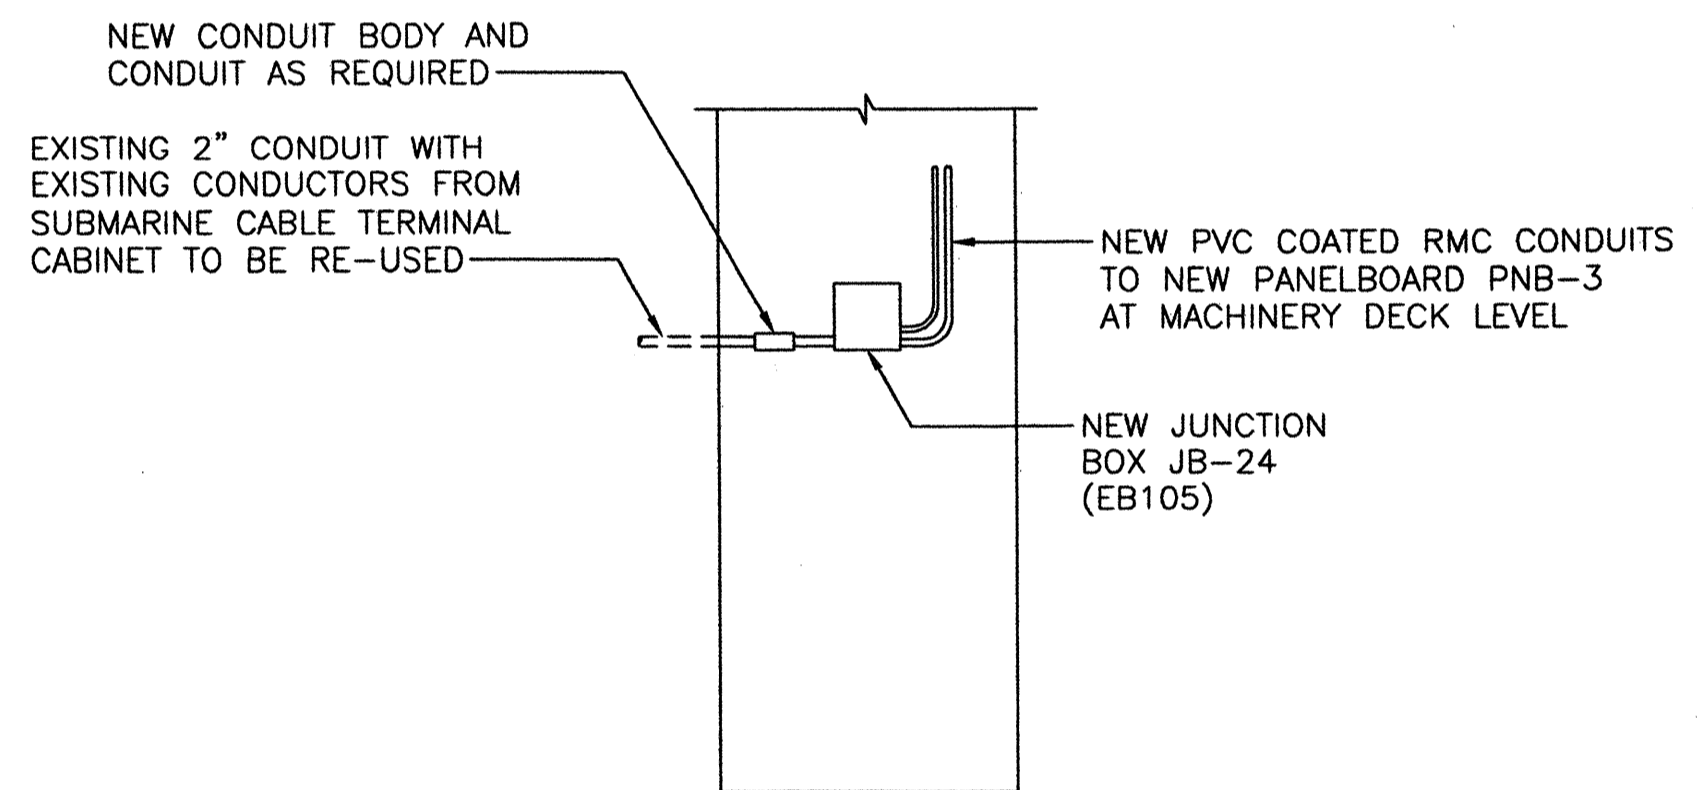 NEW CONDUIT BODY AND
CONDUIT AS REQUIRED
EXISTING 2" CONDUIT WITH
EXISTING CONDUCTORS FROM
SUBMARINE CABLE TERMINAL
CABINET TO BE RE-USED
NEW PVC COATED RMC CONDUITS
TO NEW PANELBOARD PNB-3
AT MACHINERY DECK LEVEL
NEW JUNCTION
BOX JB-24
(EB105)